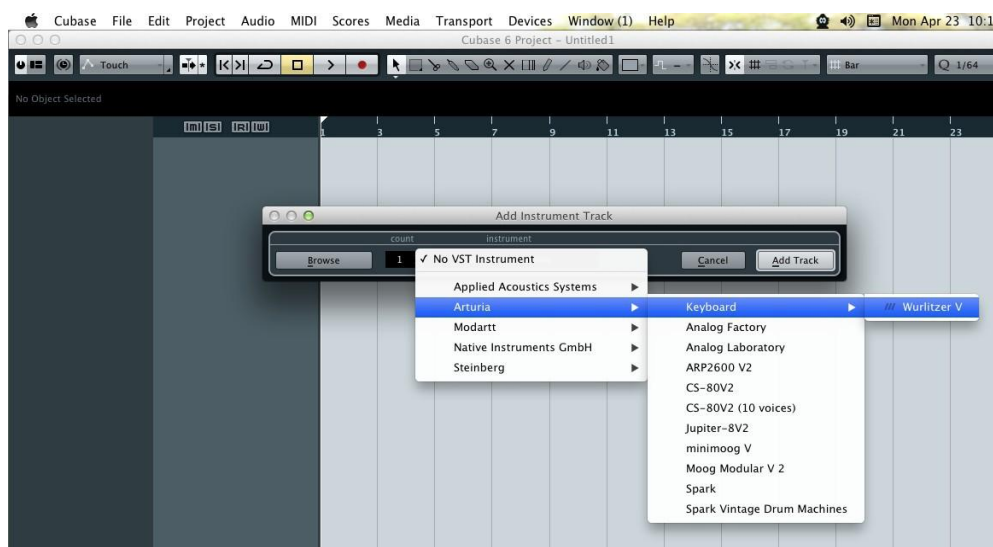 Cubase File Edit Project Audio MIDI Scores Media Transport Devices Window (1) Help Mon Apr 23 10:1
Cubase 6 Project - Untitled1
Touch Bar Q 1/64
No Object Selected
M S R W 1 3 5 7 9 11 13 15 17 19 21 23
Add Instrument Track
count instrument
Browse 1 ✓ No VST Instrument Cancel Add Track
Applied Acoustics Systems
Arturia Keyboard Wurlitzer V
Modartt Analog Factory
Native Instruments GmbH Analog Laboratory
Steinberg ARP2600 V2
CS-80V2
CS-80V2 (10 voices)
Jupiter-8V2
minimoog V
Moog Modular V 2
Spark
Spark Vintage Drum Machines